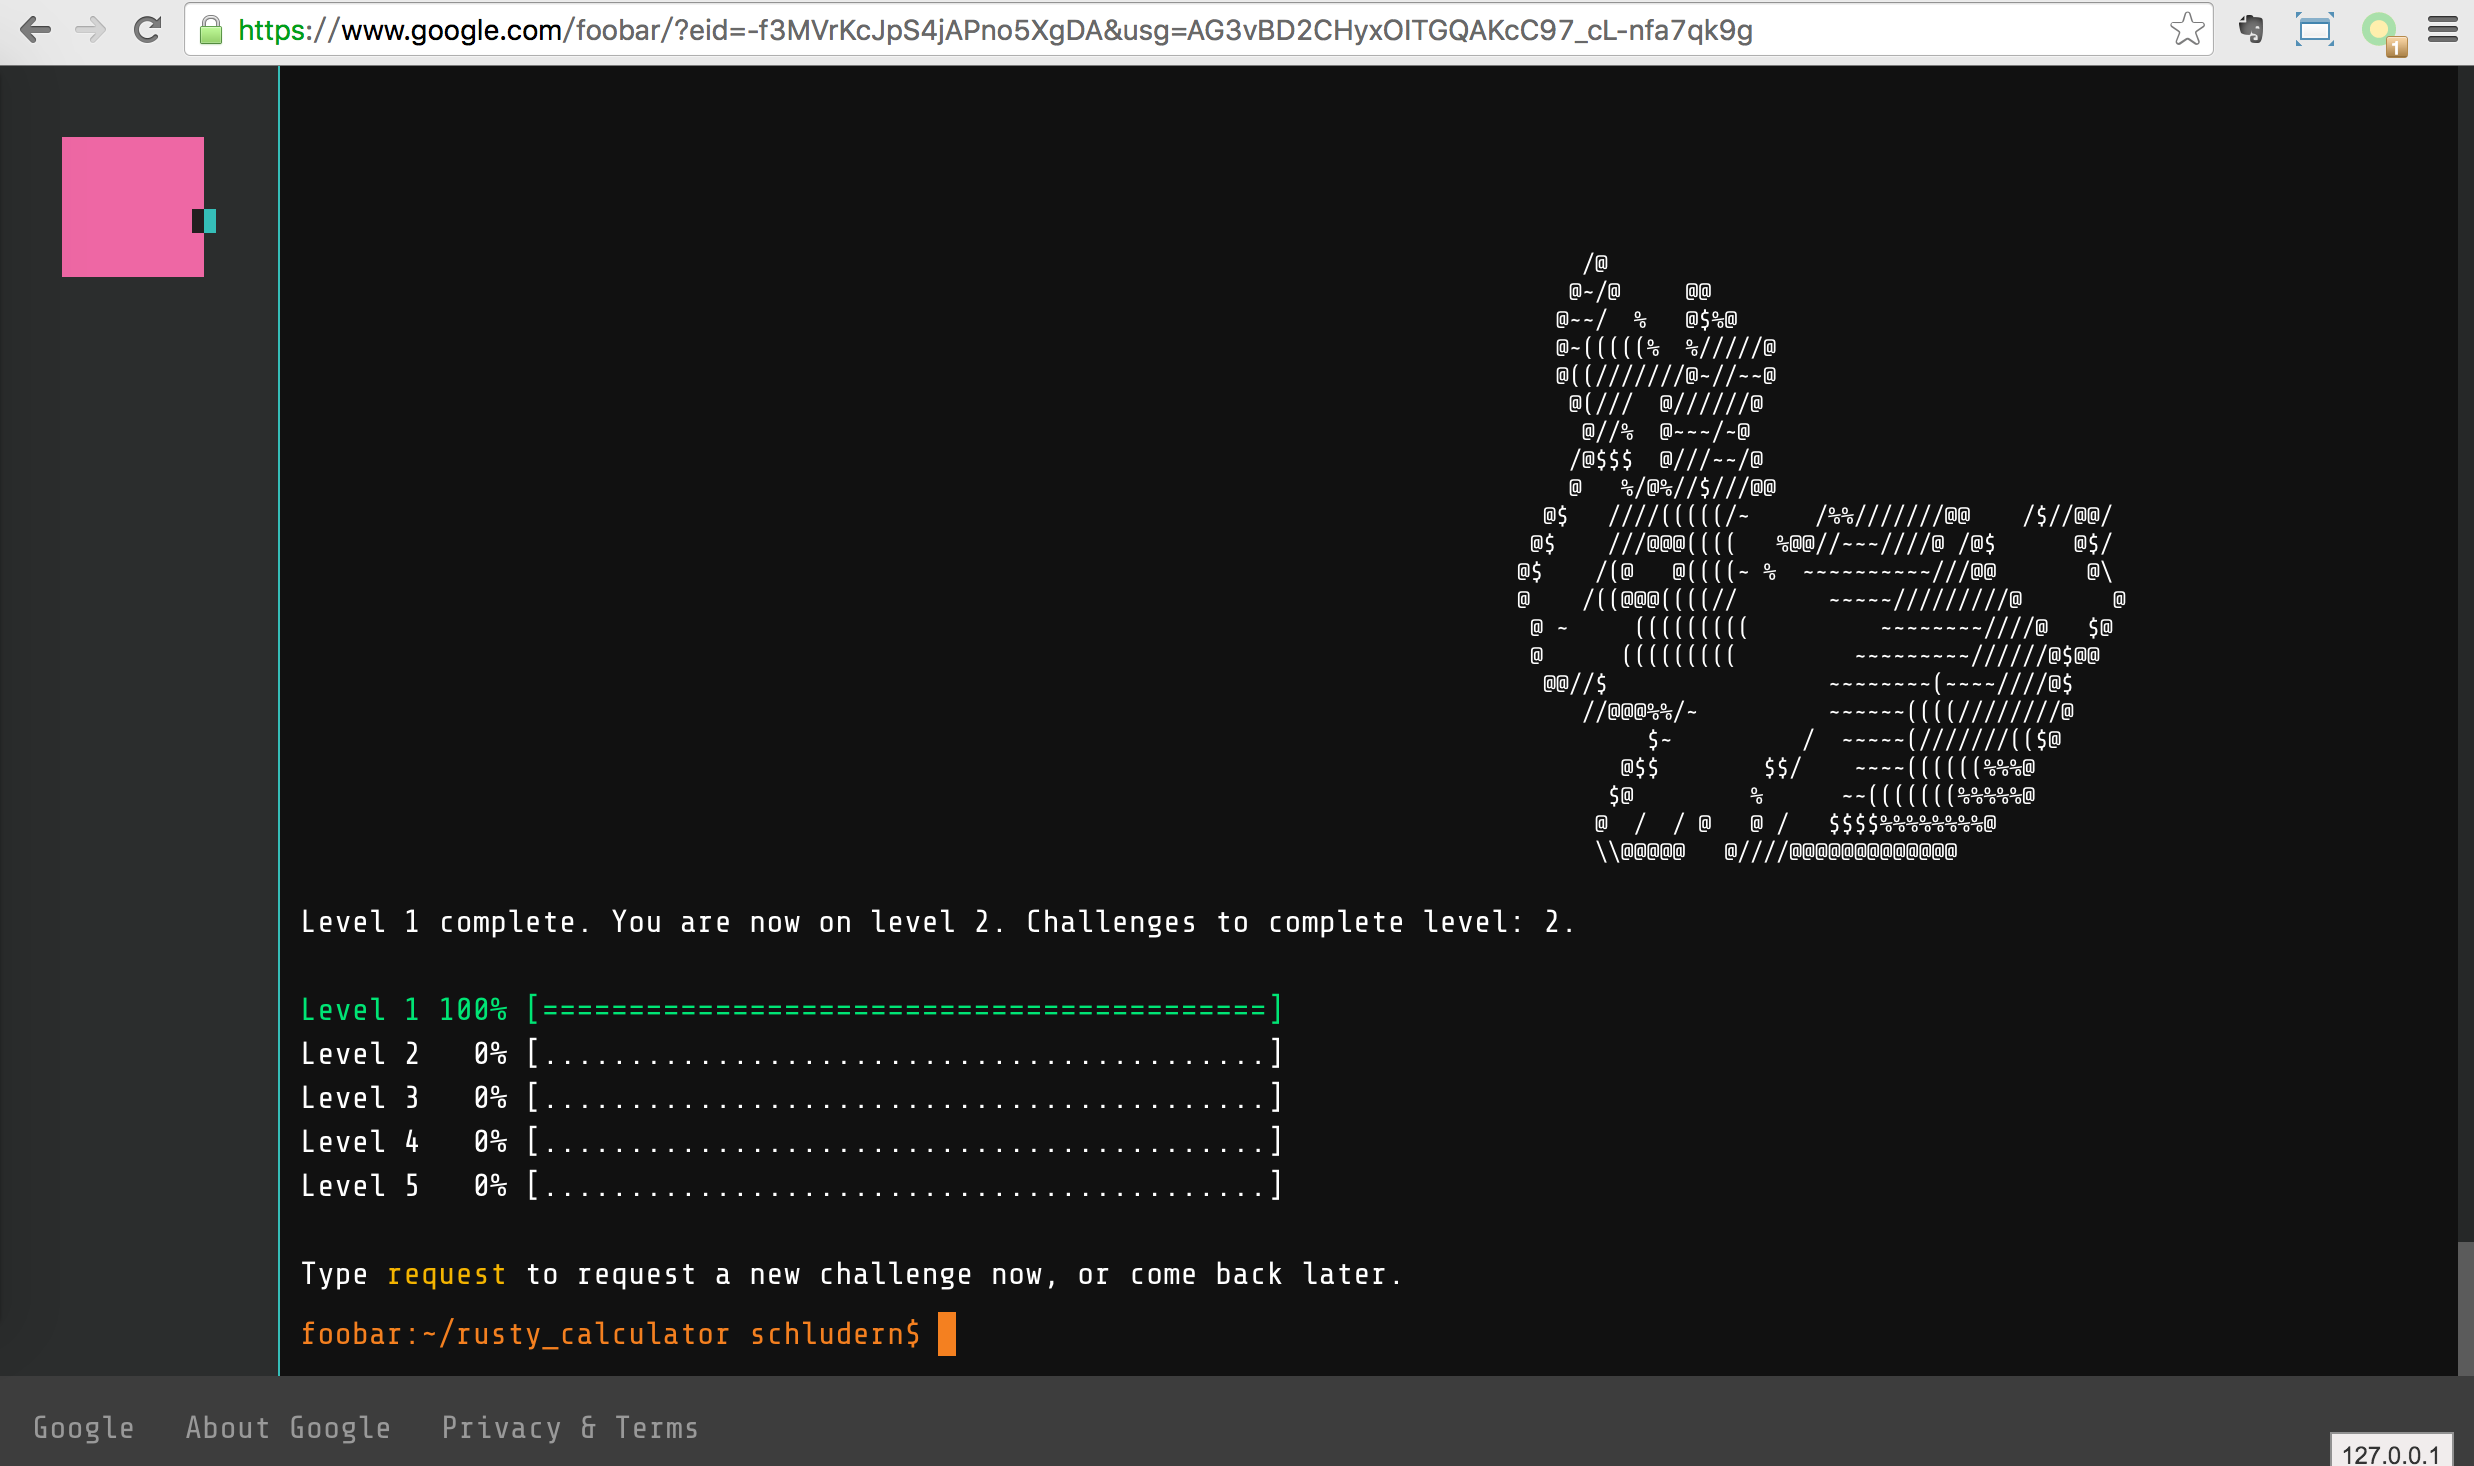 https://www.google.com/foobar/?eid=-f3MVrKcJpS4jAPno5XgDA&usg=AG3vBD2CHyxOITGQAKcC97_cL-nfa7qk9g
1
Level 1 complete. You are now on level 2. Challenges to complete level: 2.
Level 1 100% [==========================================]
Level 2   0% [..........................................]
Level 3   0% [..........................................]
Level 4   0% [..........................................]
Level 5   0% [..........................................]
Type request to request a new challenge now, or come back later.
foobar:~/rusty_calculator schludern$
Google   About Google   Privacy & Terms
127.0.0.1